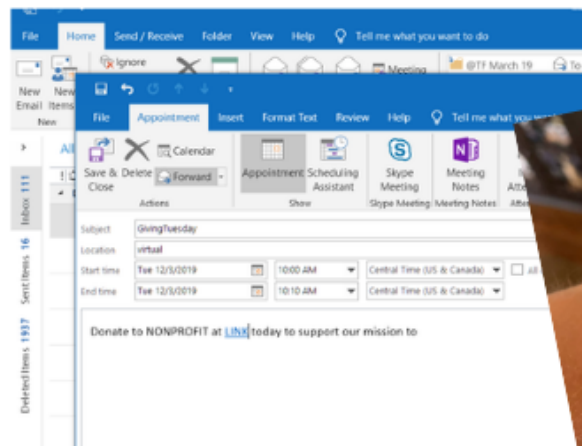 File Home Send / Receive Folder View Help Tell me what you want to do
Ignore
Meeting
@TF March 19
To
New Email
New Items
New
File Appointment Insert Format Text Review Help Tell me what you want
Save & Close
Delete
Calendar
Forward
Appointment
Scheduling Assistant
Skype Meeting
Meeting Notes
Actions Show Skype Meeting Meeting Notes
All
Inbox 111
Sent Items 16
Deleted Items 1937
Subject GivingTuesday
Location virtual
Start time Tue 12/3/2019 10:00 AM Central Time (US & Canada)
End time Tue 12/3/2019 10:10 AM Central Time (US & Canada)
Donate to NONPROFIT at LINK today to support our mission to